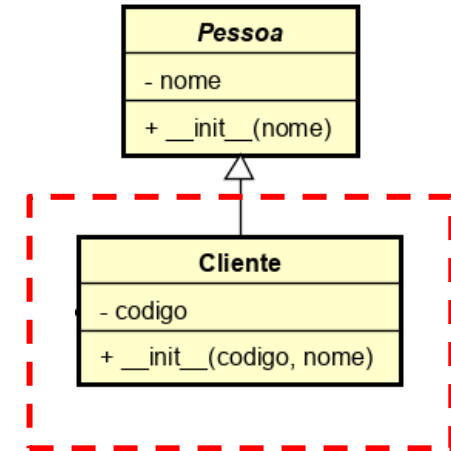 Pessoa
- nome
+ __init__(nome)
Cliente
- codigo
+ __init__(codigo, nome)